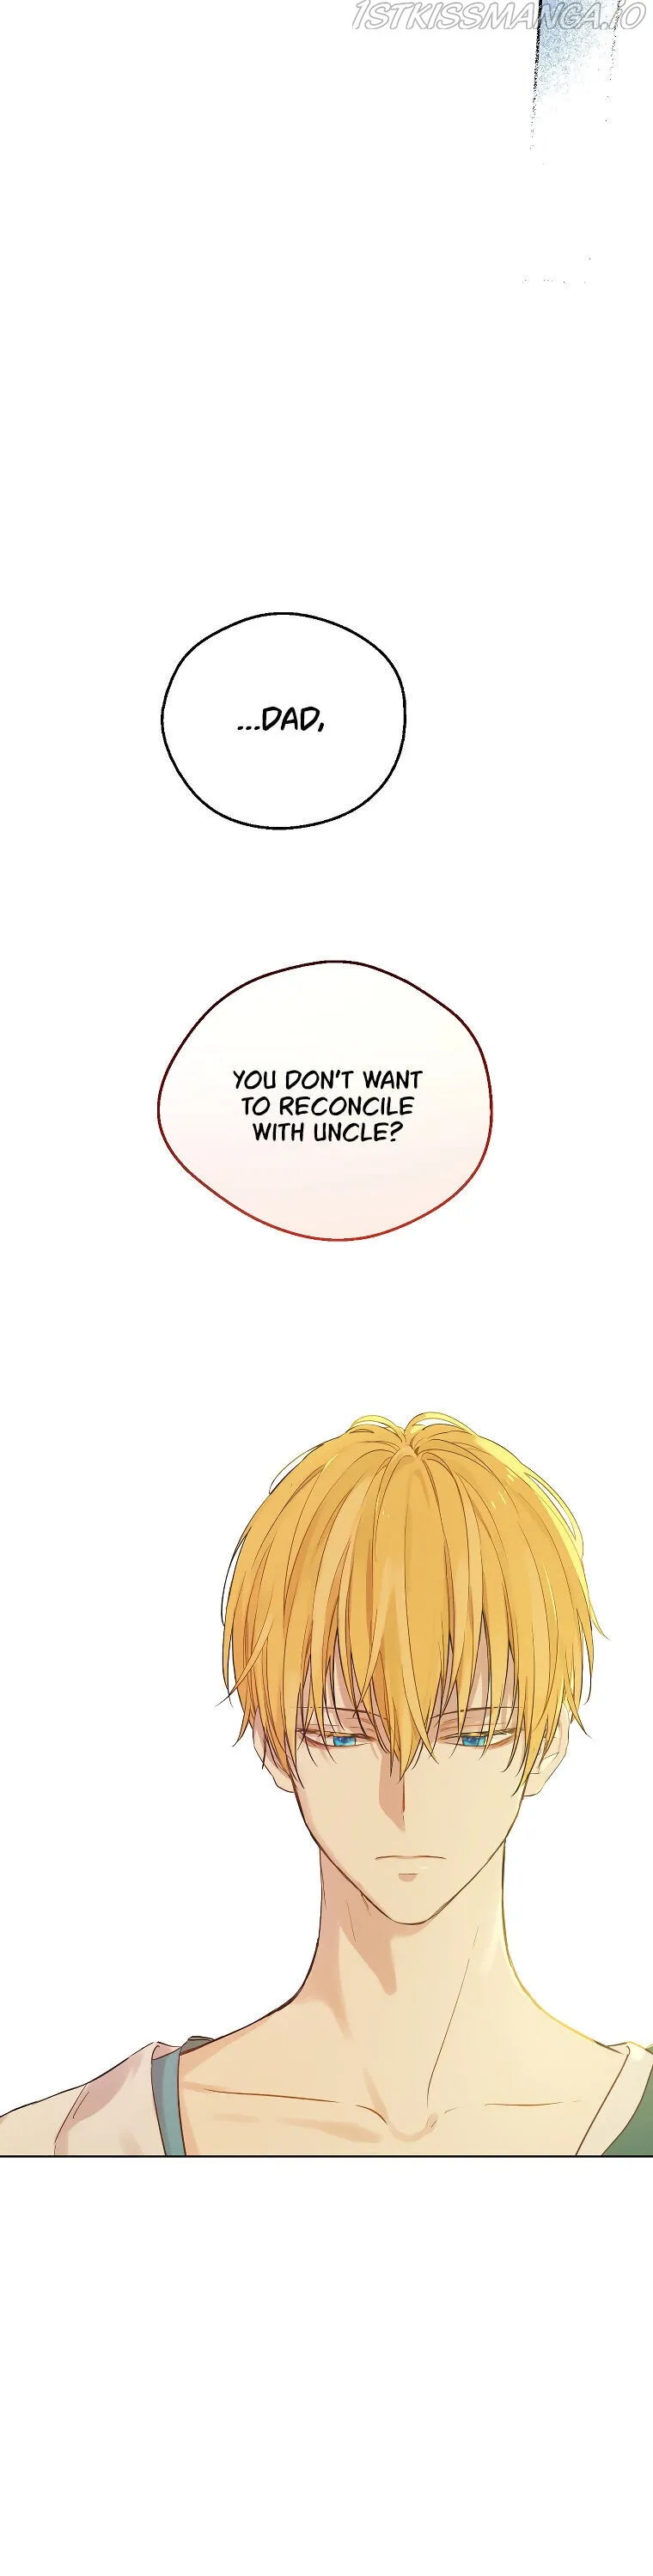 1STKISSMANGA.IO
...DAD,
YOU DON'T WANT
TO RECONCILE
WITH UNCLE?